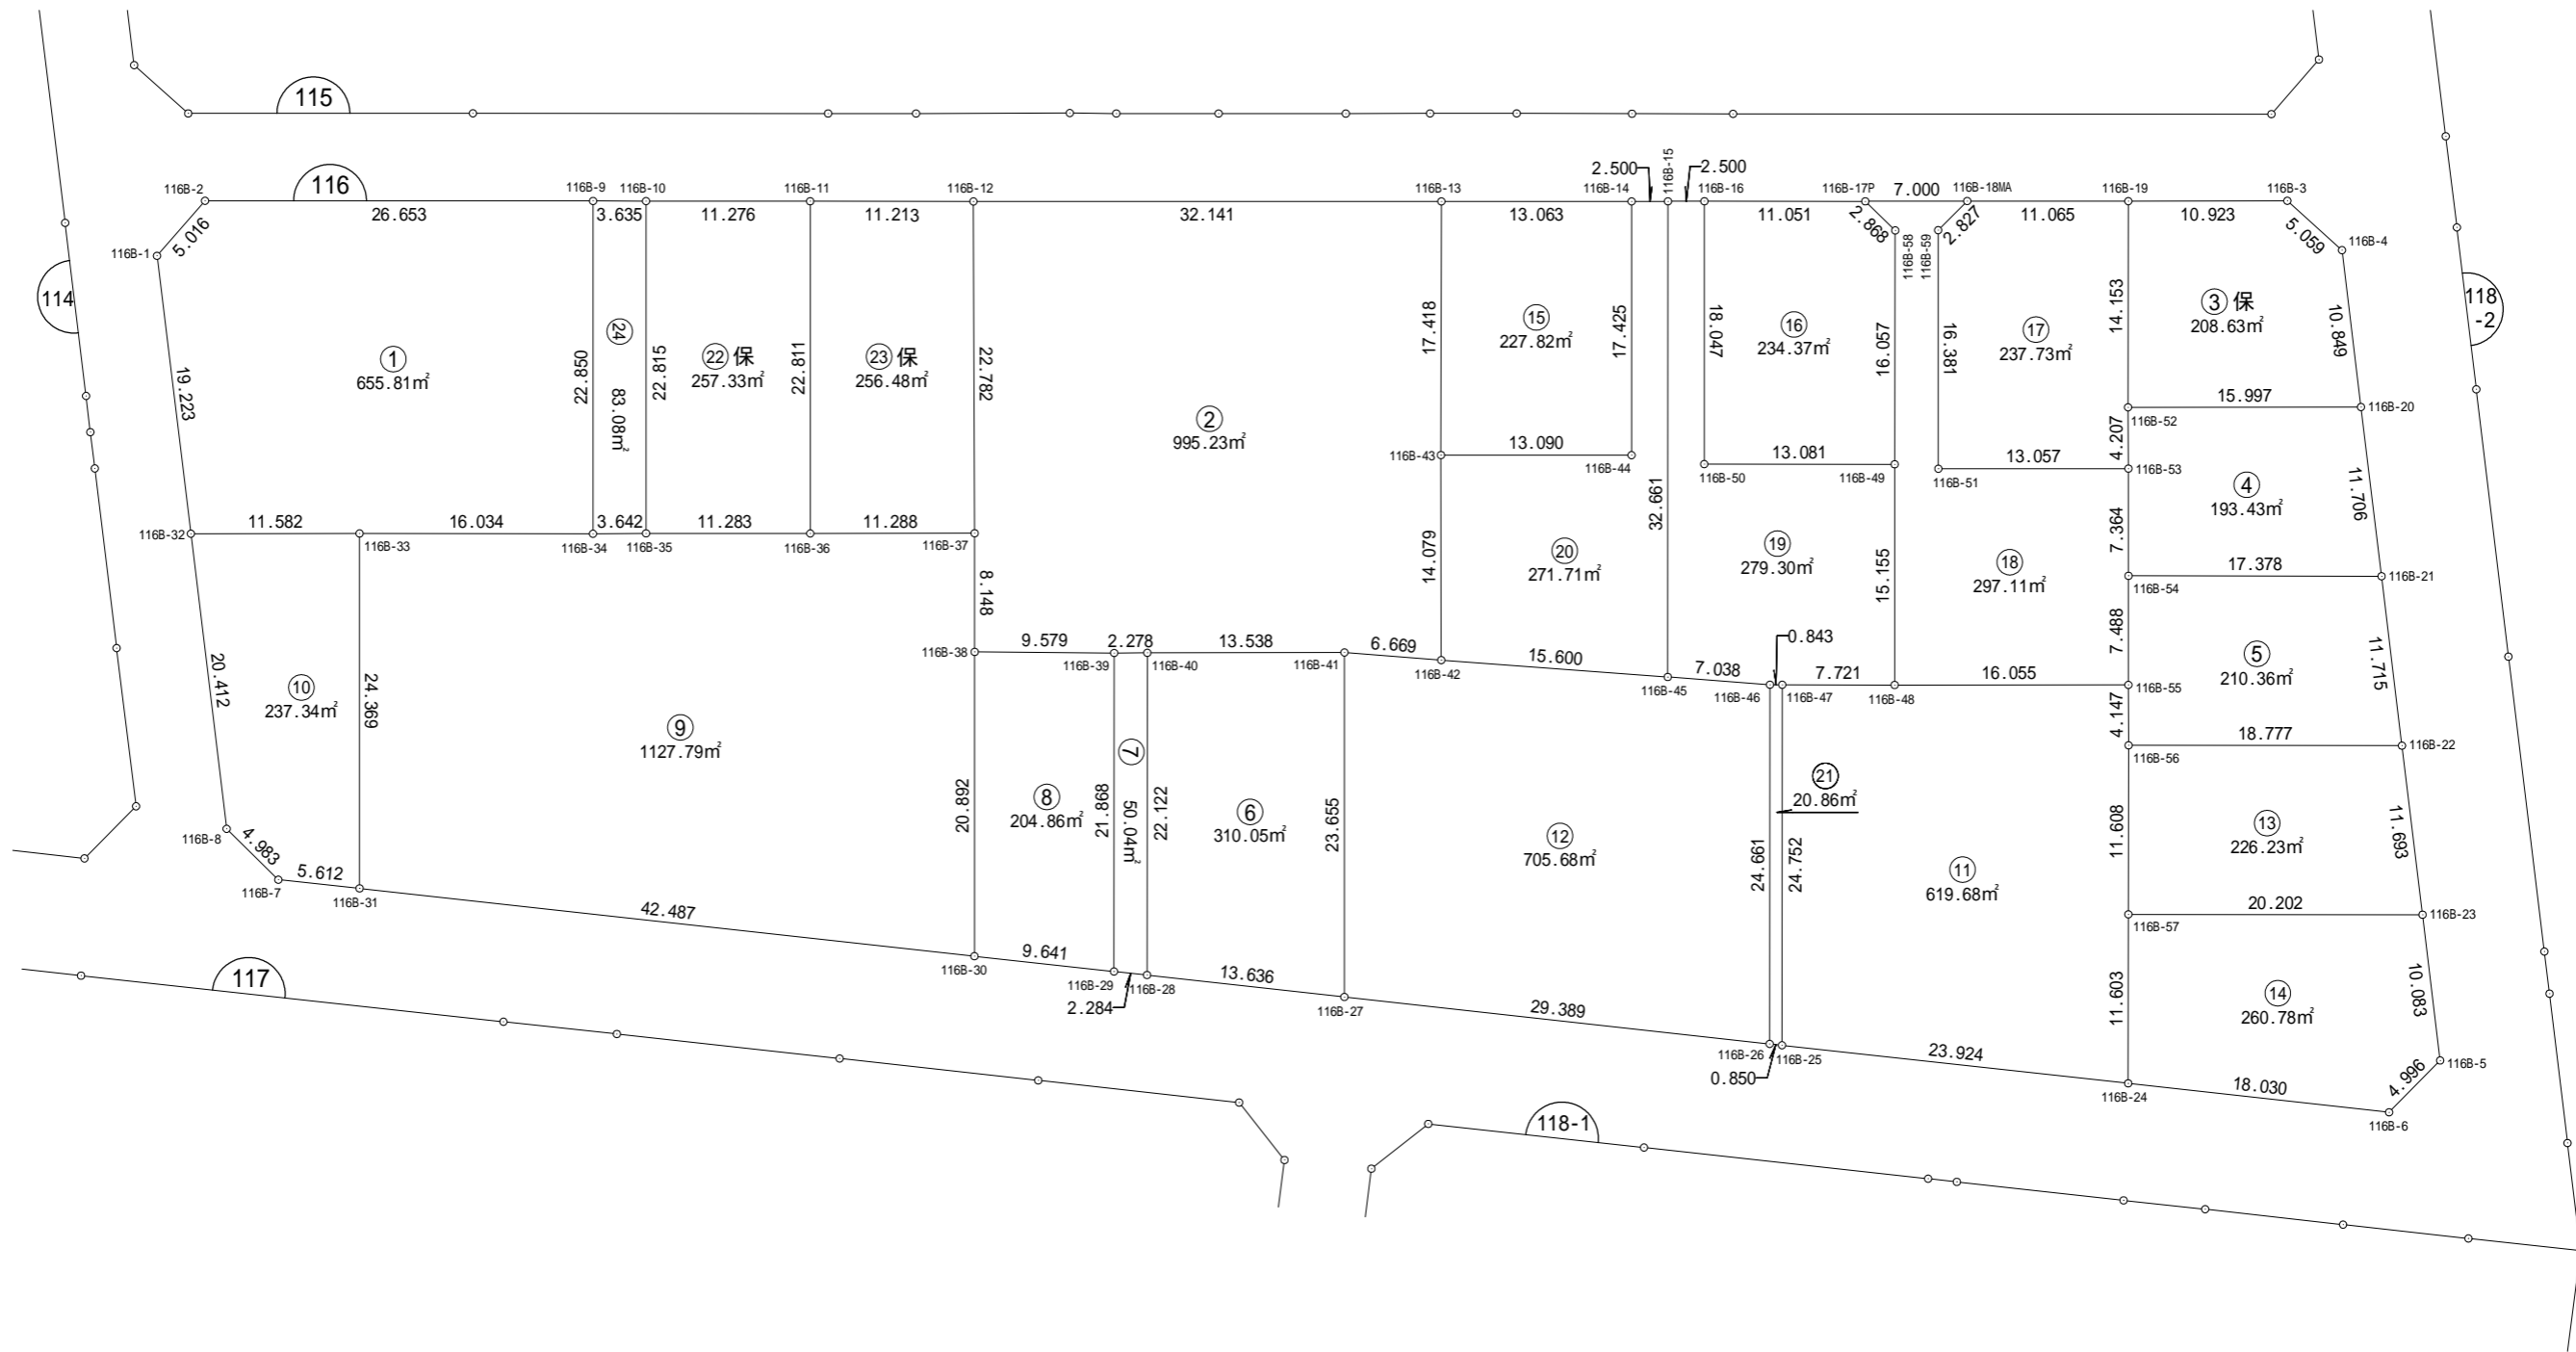 115
116
114
118
-2
117
118-1
116B-2
116B-9
116B-10
116B-11
116B-12
116B-13
116B-14
116B-15
116B-16
116B-17P
116B-18MA
116B-19
116B-3
2.500
2.500
7.000
26.653
3.635
11.276
11.213
32.141
13.063
11.051
11.065
10.923
5.016
116B-1
2.868
2.827
116B-58
116B-59
5.059
116B-4
19.223
① 
655.81㎡
22.850
㉔
83.08㎡
22.815
㉒ 保
257.33㎡
22.811
㉓ 保
256.48㎡
22.782
②
995.23㎡
17.418
⑮
227.82㎡
17.425
32.661
18.047
⑯
234.37㎡
16.057
16.381
⑰
237.73㎡
14.153
③ 保
208.63㎡
10.849
15.997
116B-20
116B-52
4.207
116B-43
13.090
116B-44
13.081
116B-50
116B-49
13.057
116B-51
116B-53
④
193.43㎡
11.706
116B-32
11.582
116B-33
16.034
116B-34
3.642
116B-35
11.283
116B-36
11.288
116B-37
8.148
14.079
⑳
271.71㎡
⑲
279.30㎡
15.155
⑱
297.11㎡
7.364
17.378
116B-21
116B-54
7.488
⑤
210.36㎡
11.715
116B-38
9.579
116B-39
2.278
116B-40
13.538
116B-41
6.669
116B-42
15.600
116B-45
7.038
116B-46
0.843
116B-47
7.721
116B-48
16.055
116B-55
4.147
18.777
116B-22
116B-56
20.412
⑩
237.34㎡
24.369
⑨
1127.79㎡
20.892
⑧
204.86㎡
21.868
⑦
50.04㎡
22.122
⑥
310.05㎡
23.655
⑫
705.68㎡
24.661
㉑
20.86㎡
24.752
⑪
619.68㎡
11.608
⑬
226.23㎡
11.693
116B-8
4.983
116B-7
5.612
116B-31
42.487
116B-30
9.641
116B-29
2.284
116B-28
13.636
116B-27
29.389
116B-26
0.850
116B-25
23.924
20.202
116B-23
116B-57
11.603
⑭
260.78㎡
10.083
116B-24
18.030
4.996
116B-5
116B-6